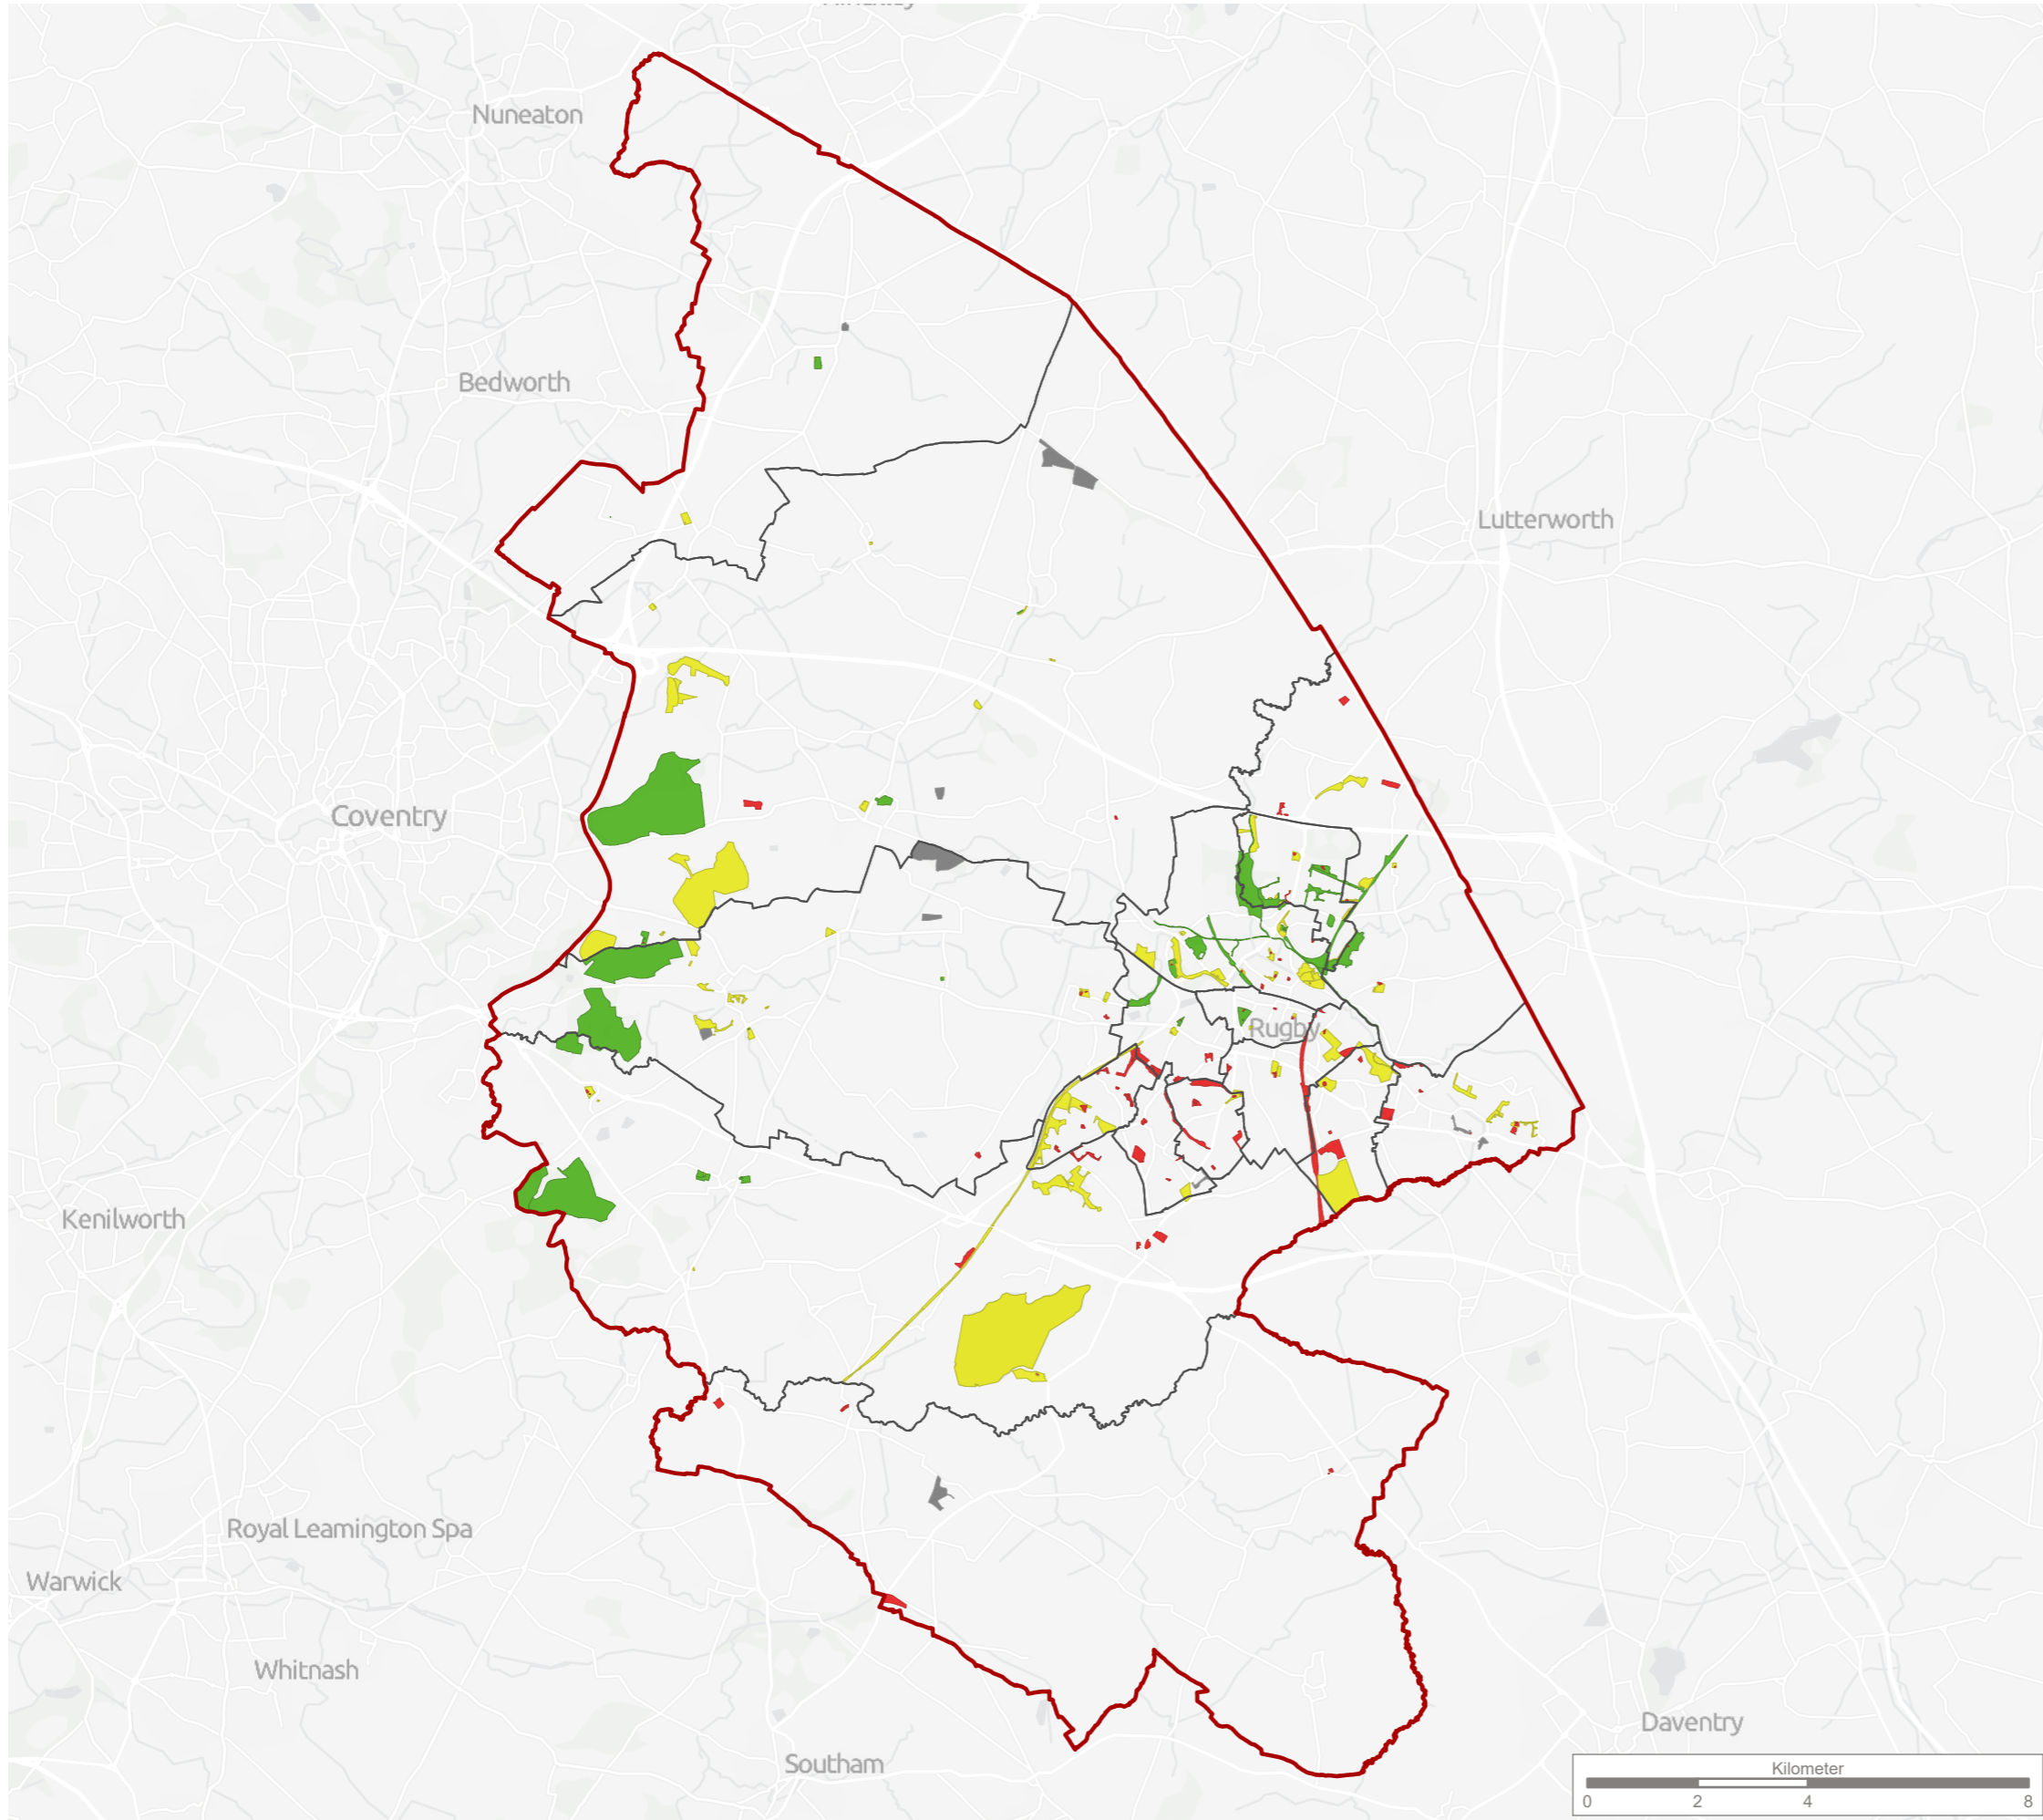 Nuneaton
Bedworth
Lutterworth
Coventry
Rugby
Kenilworth
Royal Leamington Spa
Warwick
Whitnash
Daventry
Southam
Kilometer
0 2 4 8